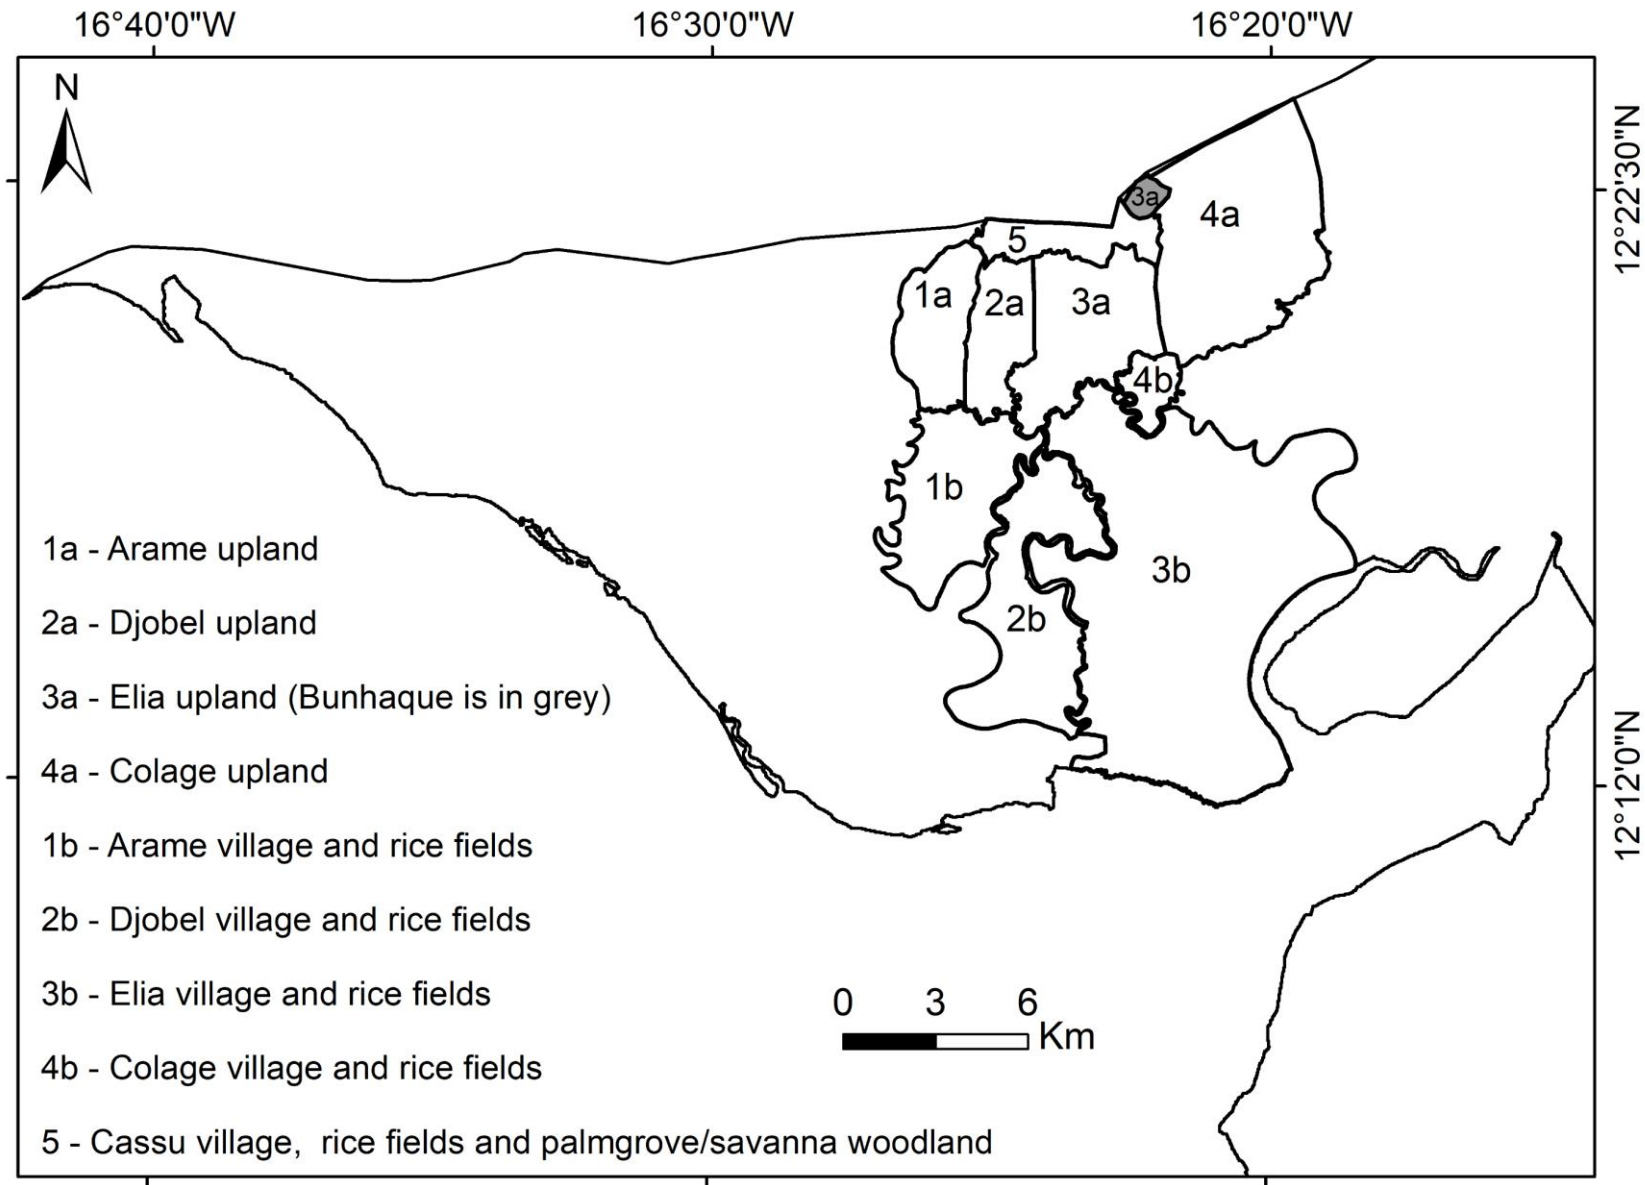 16°40'0"W 16°30'0"W 16°20'0"W
N
12°22'30"N
3a
4a
5
1a 2a 3a
4b
1b
1a - Arame upland
3b
2a - Djobel upland
2b
3a - Elia upland (Bunhaque is in grey)
12°12'0"N
4a - Colage upland
1b - Arame village and rice fields
2b - Djobel village and rice fields
3b - Elia village and rice fields
0 3 6
Km
4b - Colage village and rice fields
5 - Cassu village, rice fields and palmgrove/savanna woodland